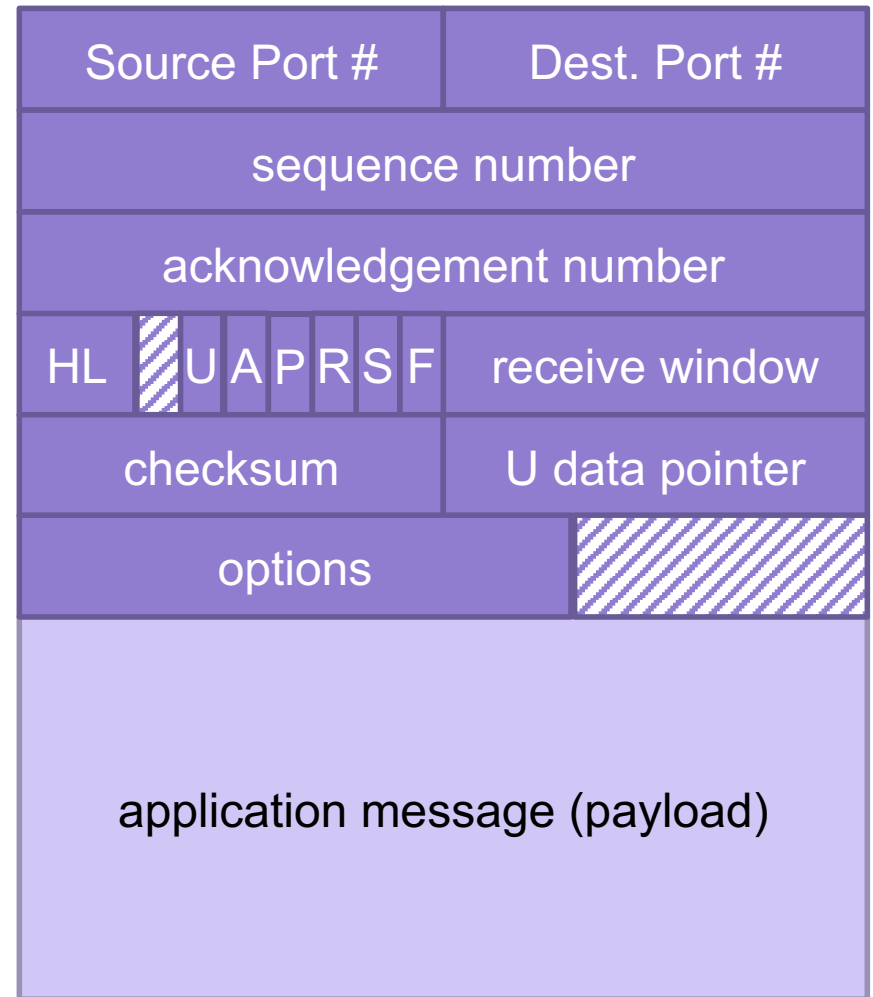 Source Port # Dest. Port #
sequence number
acknowledgement number
HL U A P R S F receive window
checksum U data pointer
options
application message (payload)